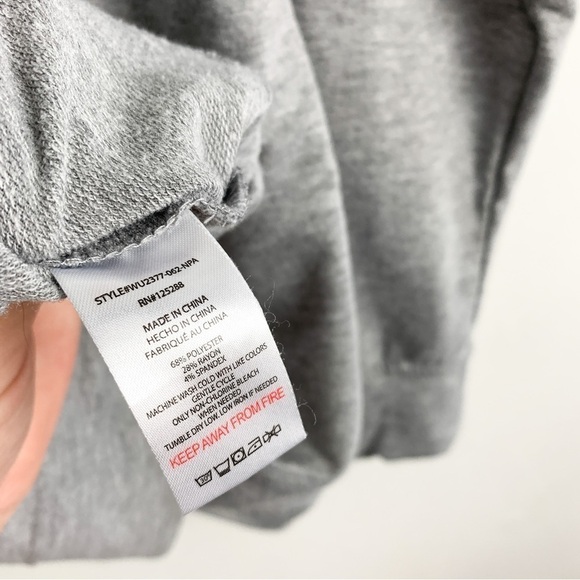 STYLE#WU2377-062-NPA
RN#125288
MADE IN CHINA
HECHO IN CHINA
FABRIQUÉ AU CHINA
68% POLYESTER
28% RAYON
4% SPANDEX
MACHINE WASH COLD WITH LIKE COLORS
GENTLE CYCLE
ONLY NON-CHLORINE BLEACH
WHEN NEEDED
TUMBLE DRY LOW. LOW IRON IF NEEDED
KEEP AWAY FROM FIRE